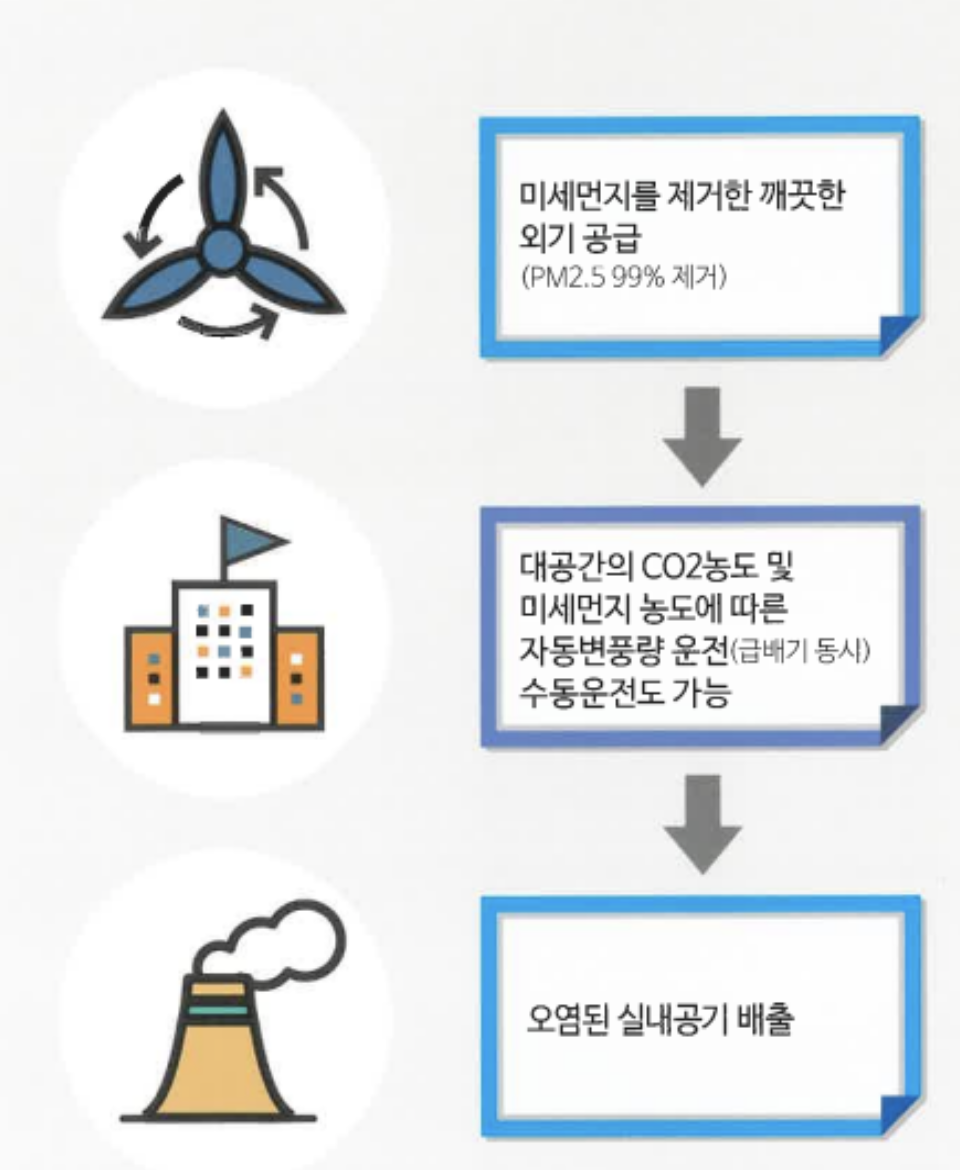 미세먼지를 제거한 깨끗한
외기 공급
(PM2.5 99% 제거)
대공간의 CO2농도 및
미세먼지 농도에 따른
자동변풍량 운전(급배기 동시)
수동운전도 가능
오염된 실내공기 배출